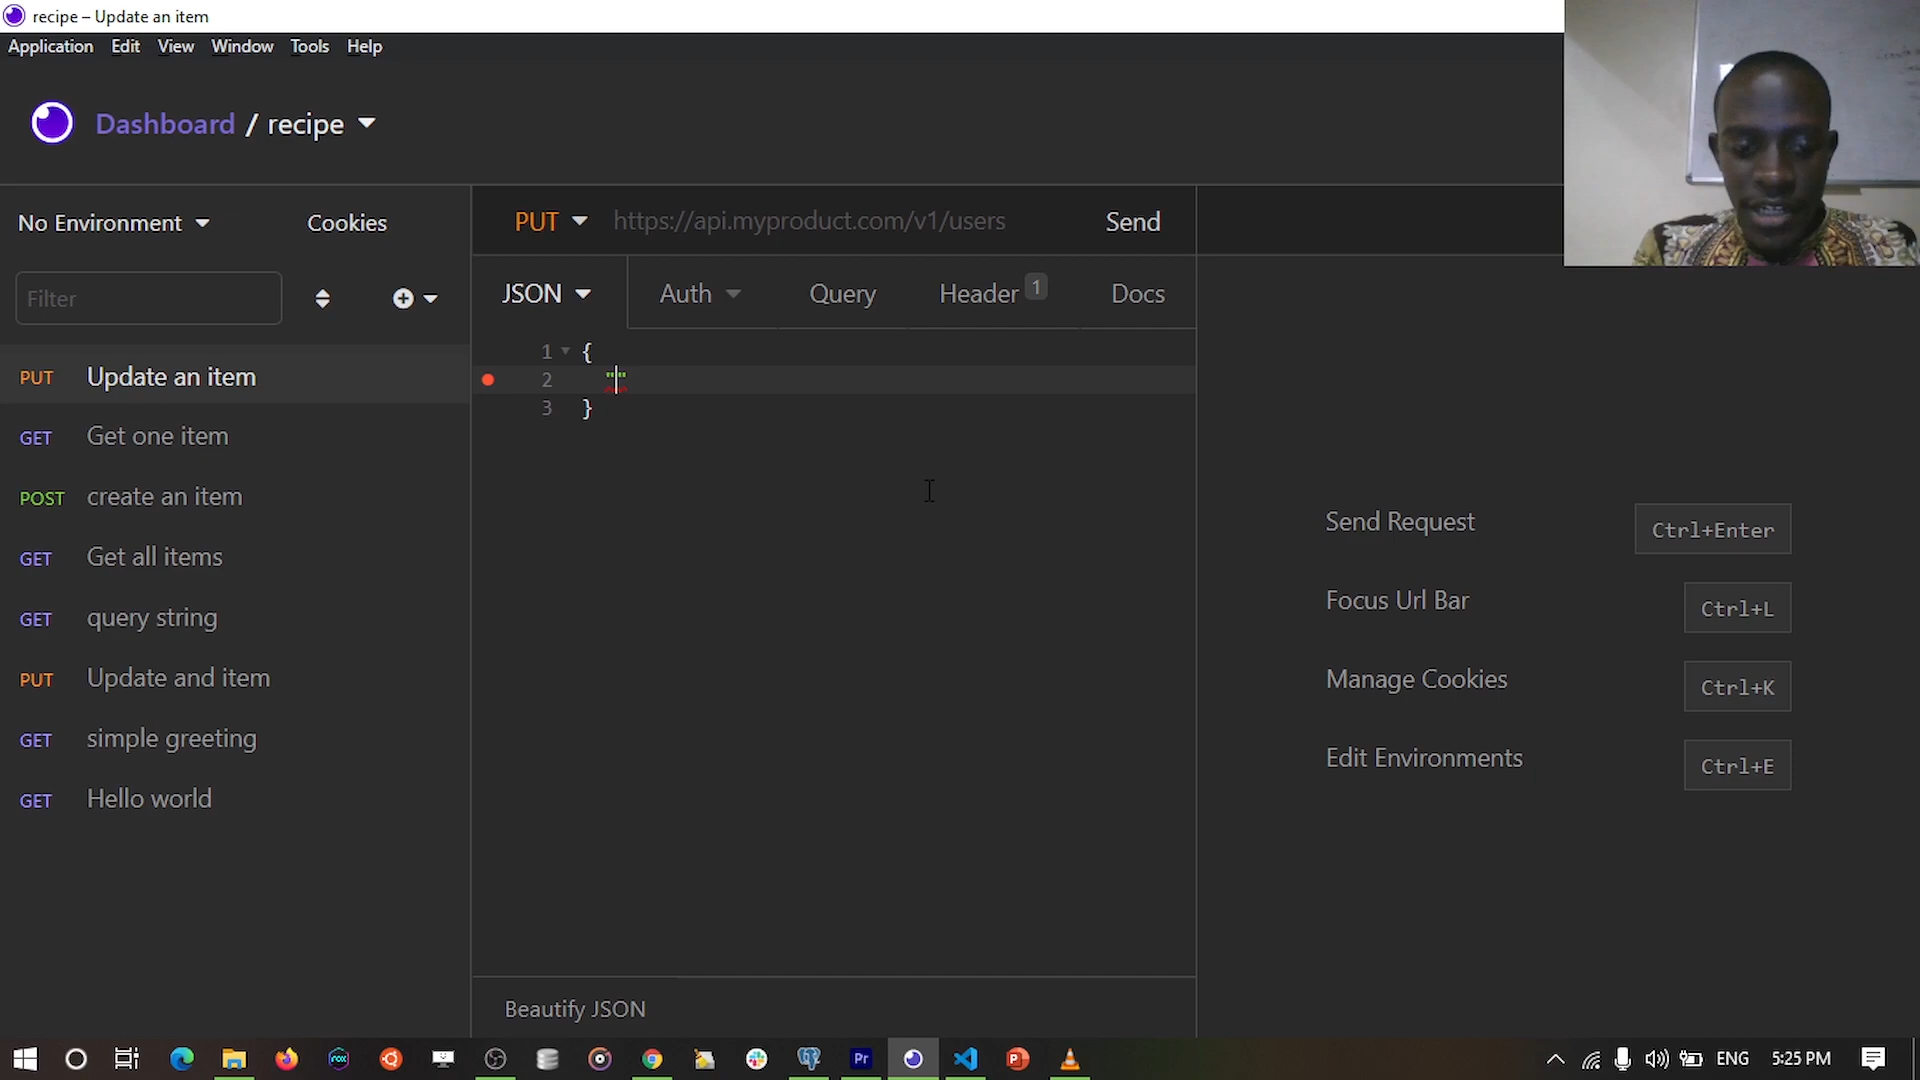 recipe – Update an item
Application Edit View Window Tools Help
Dashboard / recipe
No Environment Cookies
PUT https://api.myproduct.com/v1/users Send
Filter
JSON Auth Query Header 1 Docs
1 {
2 ""
3 }
PUT Update an item
GET Get one item
POST create an item
GET Get all items
GET query string
PUT Update and item
GET simple greeting
GET Hello world
Send Request Ctrl+Enter
Focus Url Bar Ctrl+L
Manage Cookies Ctrl+K
Edit Environments Ctrl+E
Beautify JSON
nox Pr P ENG 5:25 PM